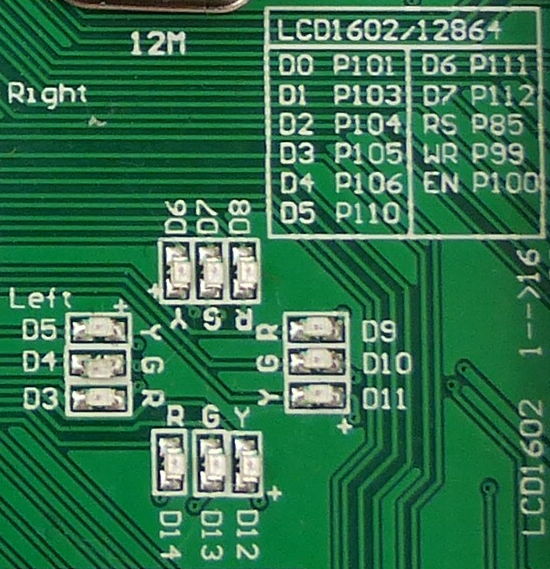 12M
LCD1602/12864
D0 P101 D6 P111
D1 P103 D7 P112
D2 P104 RS P85
D3 P105 WR P99
D4 P106 EN P100
D5 P110
Right
D6 D7 D8
+
Y G R
Left
+
D5 Y
D4 G
D3 R
R D9
G D10
Y D11
+
R G Y
+
D14 D13 D12
LCD1602 1-->16